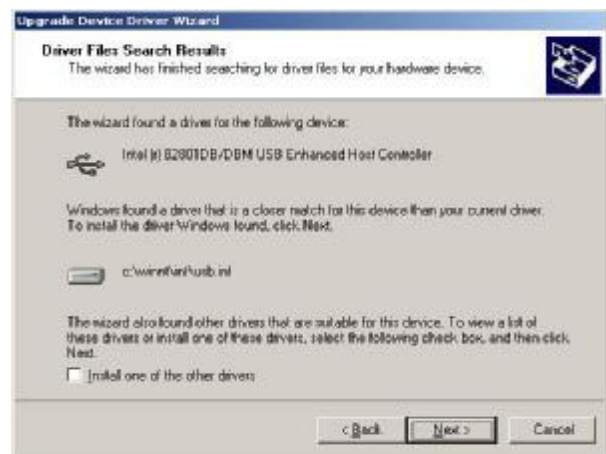 Upgrade Device Driver Wizard
Driver Files Search Results
The wizard has finished searching for driver files for your hardware device.
The wizard found a driver for the following device:
Intel (r) 82801DB/DBM USB Enhanced Host Controller
Windows found a driver that is a closer match for this device than your current driver.
To install the driver Windows found, click Next.
c:\winnt\inf\usb.inf
The wizard also found other drivers that are suitable for this device. To view a list of
these drivers or install one of these drivers, select the following check box, and then click
Next.
Install one of the other drivers
< Back
Next >
Cancel